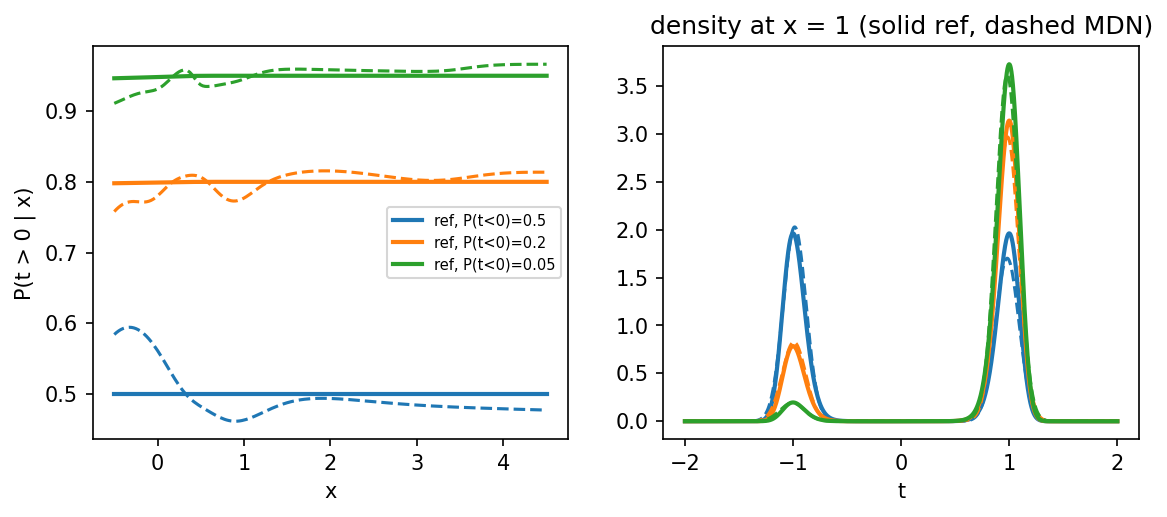 density at x = 1 (solid ref, dashed MDN)
P(t > 0 | x)
0.9
0.8
0.7
0.6
0.5
ref, P(t<0)=0.5
ref, P(t<0)=0.2
ref, P(t<0)=0.05
0 1 2 3 4
x
3.5
3.0
2.5
2.0
1.5
1.0
0.5
0.0
−2 −1 0 1 2
t